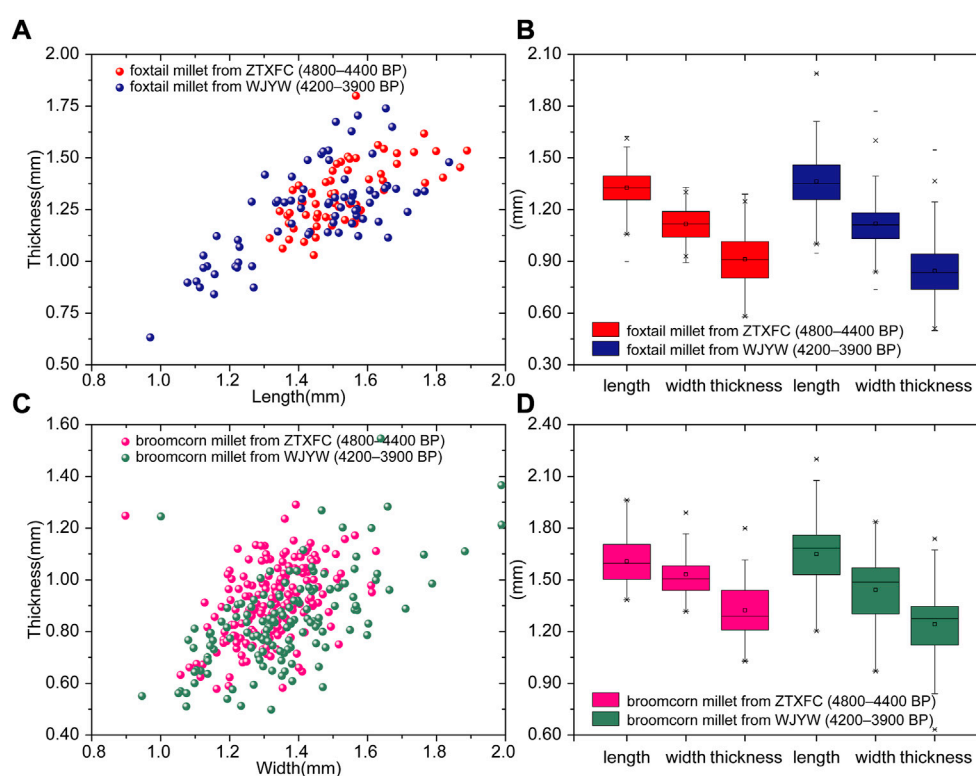 A
2.00
1.75
1.50
1.25
1.00
0.75
0.50
Thickness(mm)
foxtail millet from ZTXFC (4800–4400 BP)
foxtail millet from WJYW (4200–3900 BP)
0.8 1.0 1.2 1.4 1.6 1.8 2.0
Length(mm)
B
2.10
1.80
1.50
1.20
0.90
0.60
0.30
(mm)
foxtail millet from ZTXFC (4800–4400 BP)
foxtail millet from WJYW (4200–3900 BP)
length width thickness length width thickness
C
1.60
1.40
1.20
1.00
0.80
0.60
0.40
Thickness(mm)
broomcorn millet from ZTXFC (4800–4400 BP)
broomcorn millet from WJYW (4200–3900 BP)
0.8 1.0 1.2 1.4 1.6 1.8 2.0
Width(mm)
D
2.40
2.10
1.80
1.50
1.20
0.90
0.60
(mm)
broomcorn millet from ZTXFC (4800–4400 BP)
broomcorn millet from WJYW (4200–3900 BP)
length width thickness length width thickness